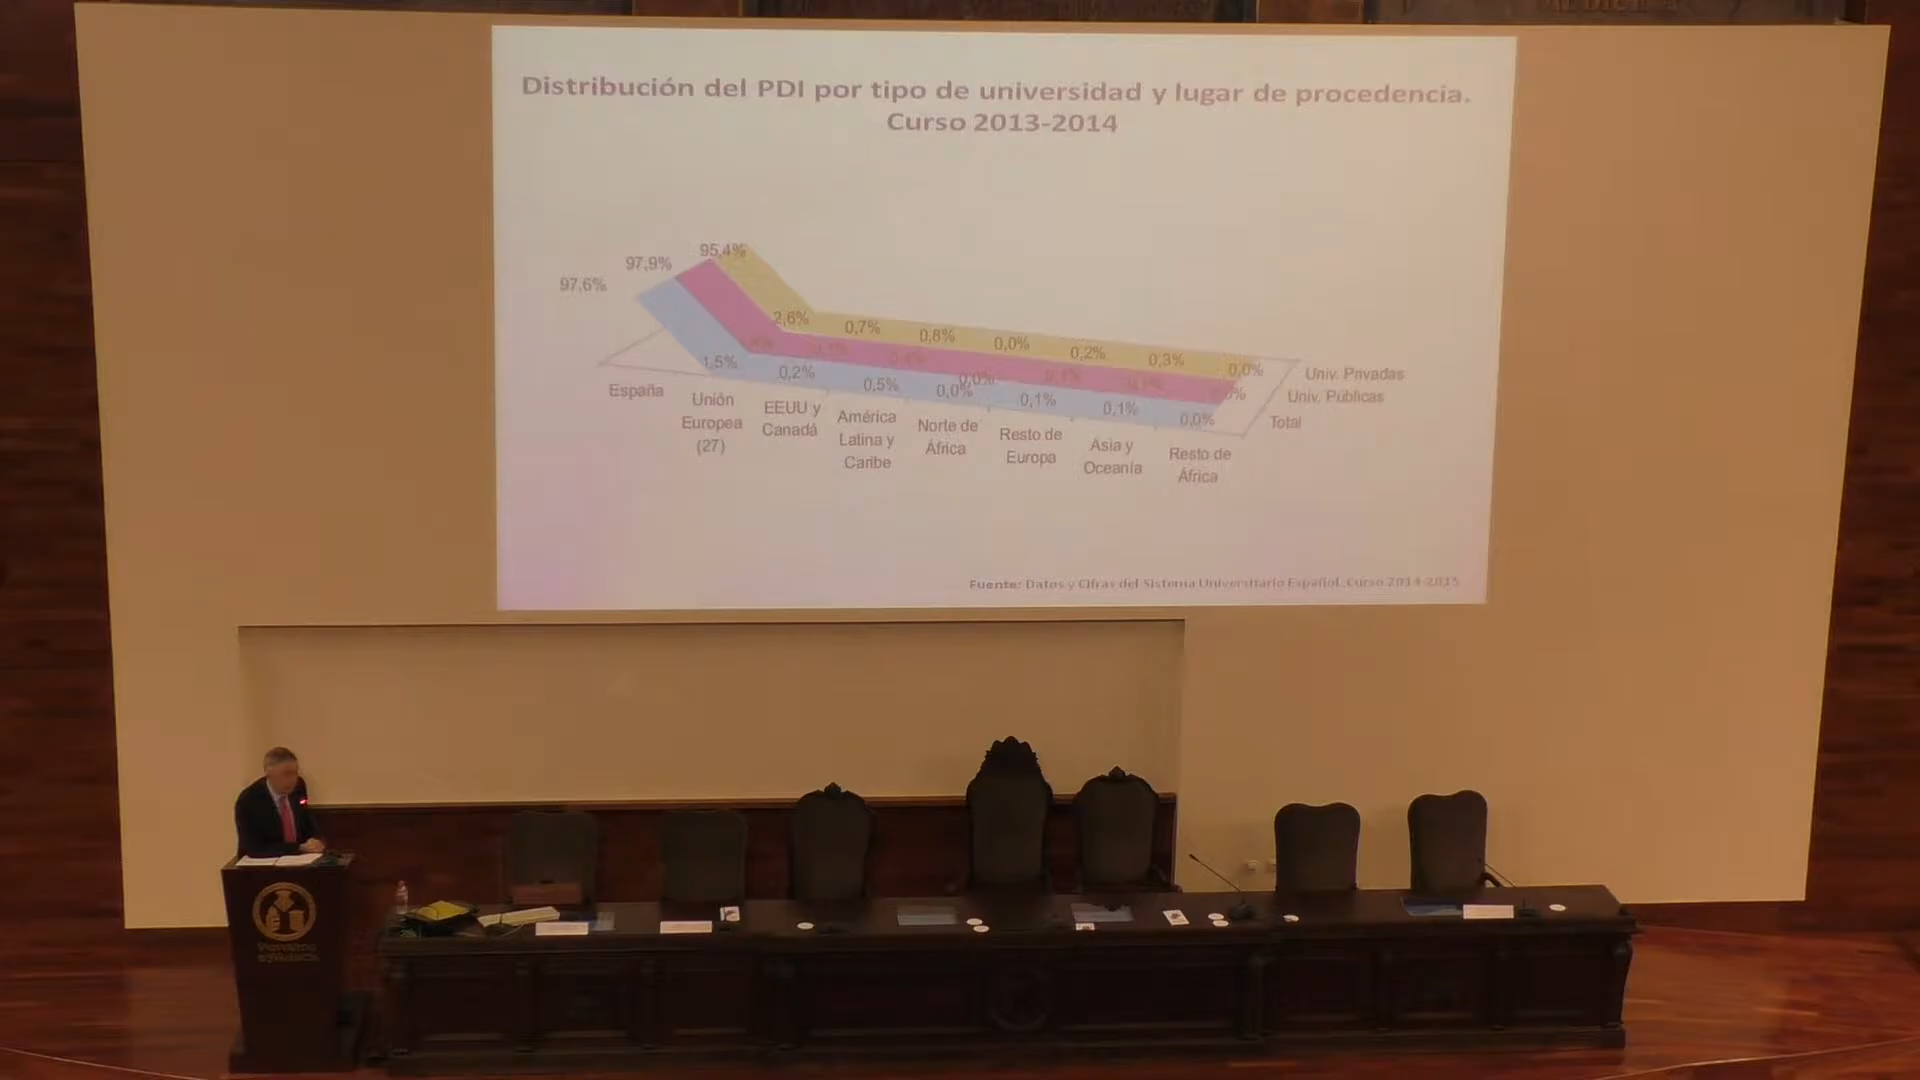 Distribución del PDI por tipo de universidad y lugar de procedencia.
Curso 2013-2014
95,4%
97,9%
97,6%
2,6%
0,7%
0,8%
0,0%
0,2%
0,3%
0,0%
1,5%
0,2%
0,5%
0,0%
0,0%
0,1%
0,1%
0,0%
Univ. Privadas
Univ. Públicas
Total
España
Unión
Europea
(27)
EEUU y
Canadá
América
Latina y
Caribe
Norte de
África
Resto de
Europa
Asia y
Oceanía
Resto de
África
Fuente: Datos y Cifras del Sistema Universitario Español. Curso 2014-2015